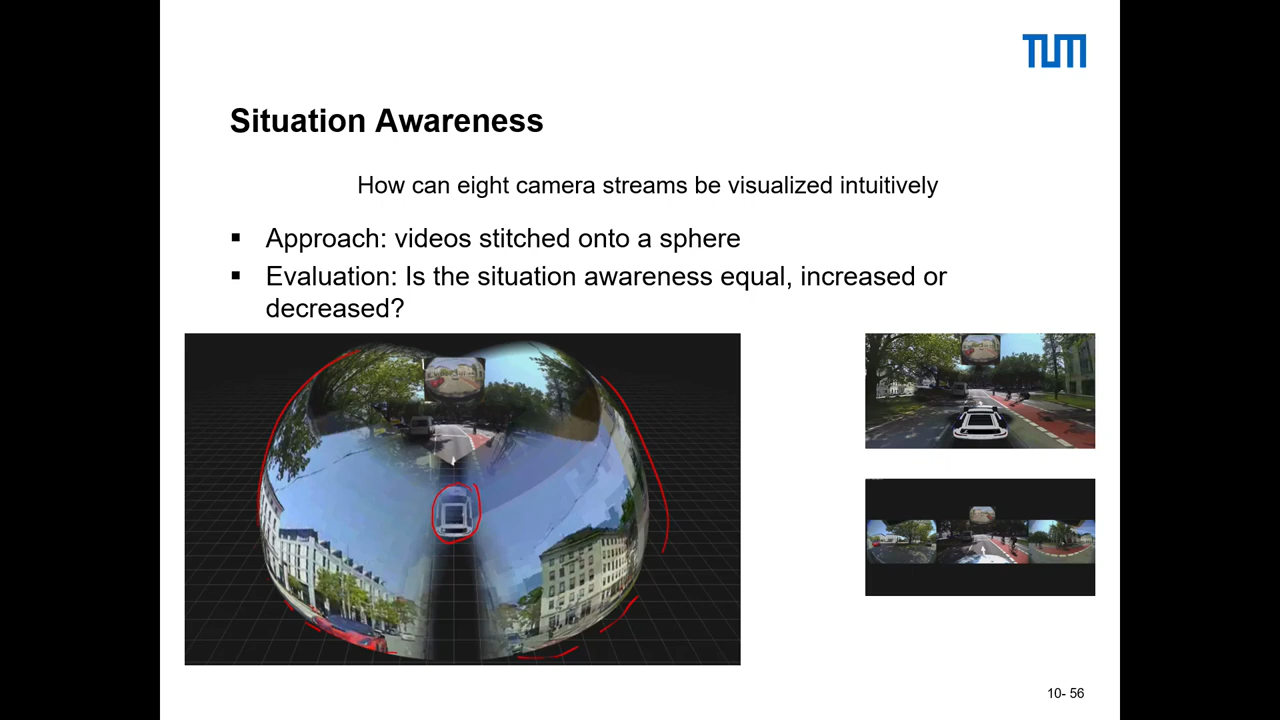 TUM
Situation Awareness
How can eight camera streams be visualized intuitively
▪ Approach: videos stitched onto a sphere
▪ Evaluation: Is the situation awareness equal, increased or
decreased?
10- 56